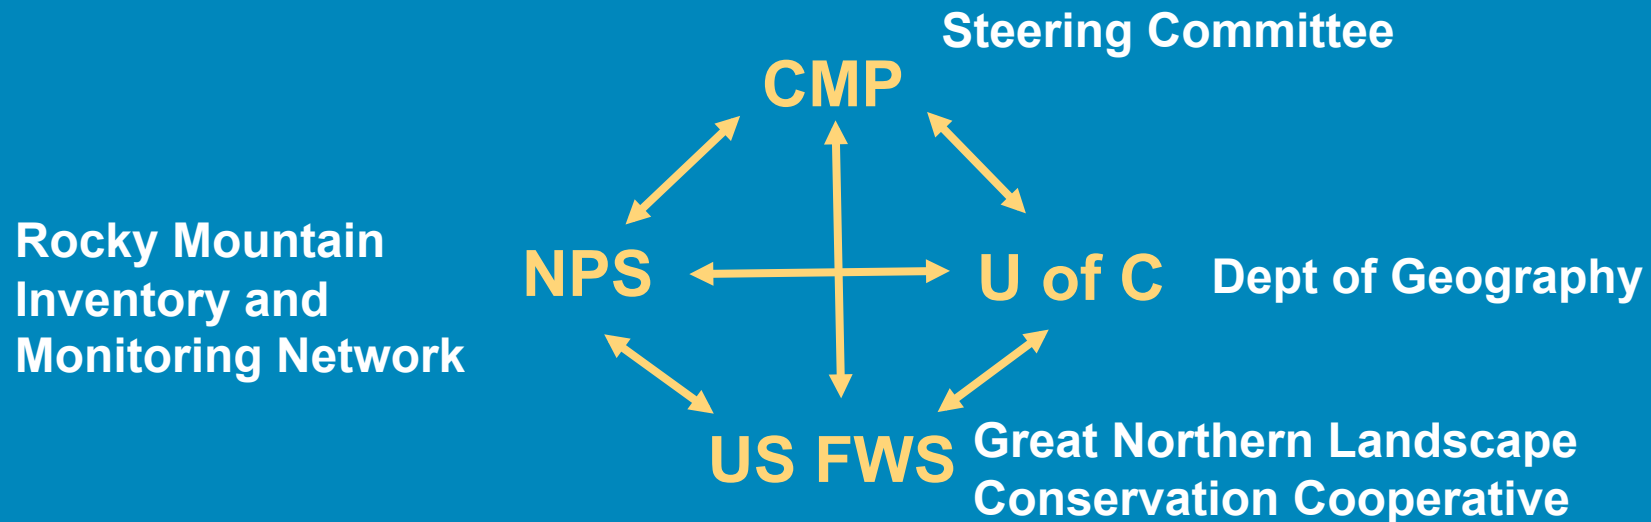 Steering Committee
CMP
Rocky Mountain
Inventory and
Monitoring Network
NPS
U of C
Dept of Geography
US FWS
Great Northern Landscape
Conservation Cooperative